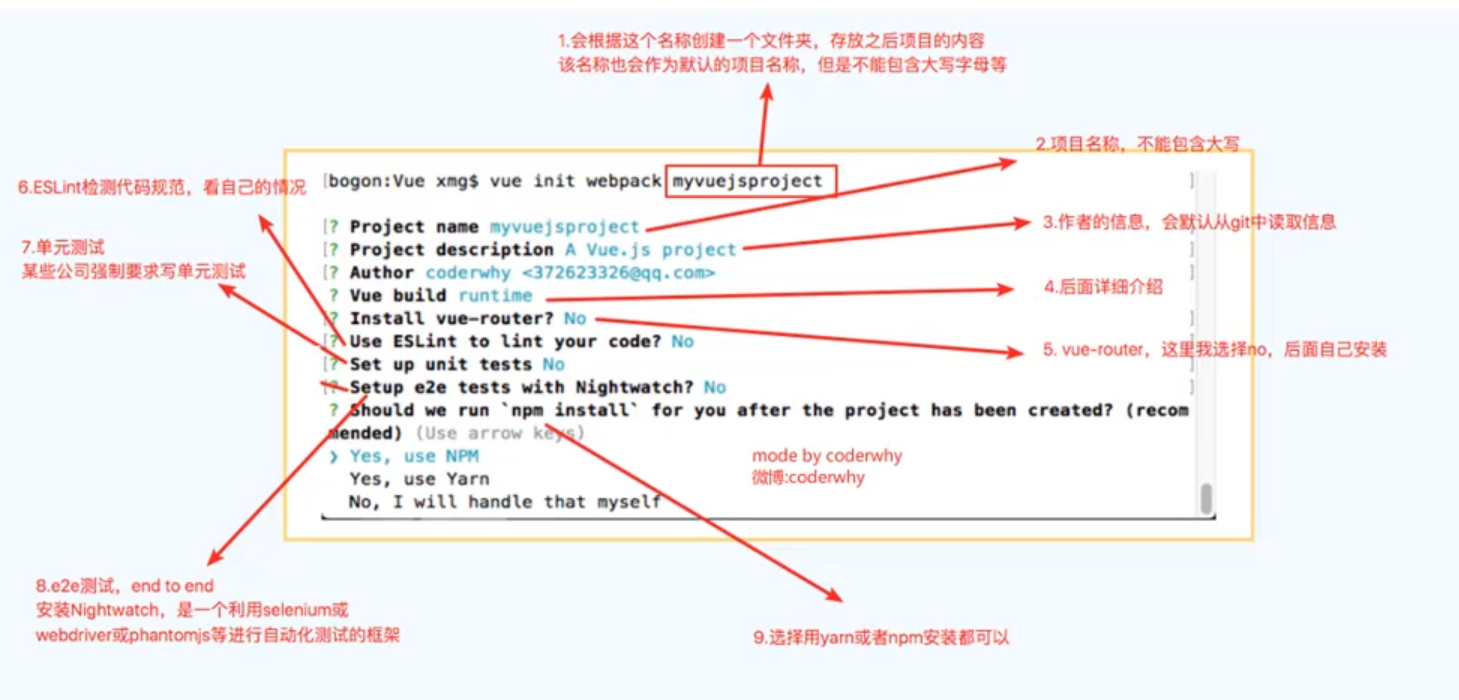 1.会根据这个名称创建一个文件夹，存放之后项目的内容
该名称也会作为默认的项目名称，但是不能包含大写字母等
2.项目名称，不能包含大写
6.ESLint检测代码规范，看自己的情况
[bogon:Vue xmg$ vue init webpack myvuejsproject ]
3.作者的信息，会默认从git中读取信息
7.单元测试
某些公司强制要求写单元测试
[? Project name myvuejsproject
[? Project description A Vue.js project ]
[? Author coderwhy <372623326@qq.com> ]
? Vue build runtime
4.后面详细介绍
[? Install vue-router? No ]
[? Use ESLint to lint your code? No ]
5. vue-router，这里我选择no，后面自己安装
[? Set up unit tests No ]
[? Setup e2e tests with Nightwatch? No ]
? Should we run `npm install` for you after the project has been created? (recom
mended) (Use arrow keys)
❯ Yes, use NPM
Yes, use Yarn
No, I will handle that myself
mode by coderwhy
微博:coderwhy
8.e2e测试，end to end
安装Nightwatch，是一个利用selenium或
webdriver或phantomjs等进行自动化测试的框架
9.选择用yarn或者npm安装都可以